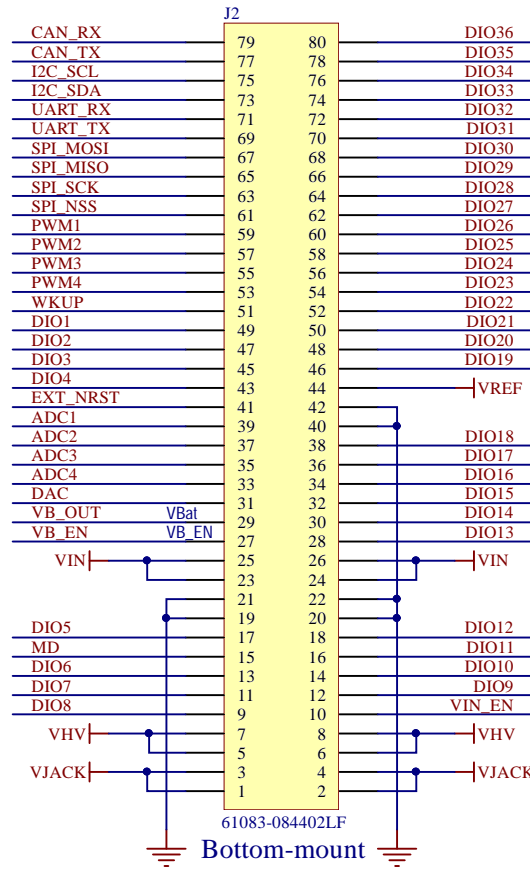 J2
CAN_RX 79 80 DIO36
CAN_TX 77 78 DIO35
I2C_SCL 75 76 DIO34
I2C_SDA 73 74 DIO33
UART_RX 71 72 DIO32
UART_TX 69 70 DIO31
SPI_MOSI 67 68 DIO30
SPI_MISO 65 66 DIO29
SPI_SCK 63 64 DIO28
SPI_NSS 61 62 DIO27
PWM1 59 60 DIO26
PWM2 57 58 DIO25
PWM3 55 56 DIO24
PWM4 53 54 DIO23
WKUP 51 52 DIO22
DIO1 49 50 DIO21
DIO2 47 48 DIO20
DIO3 45 46 DIO19
DIO4 43 44 VREF
EXT_NRST 41 42
ADC1 39 40
ADC2 37 38 DIO18
ADC3 35 36 DIO17
ADC4 33 34 DIO16
DAC 31 32 DIO15
VB_OUT VBat 29 30 DIO14
VB_EN VB_EN 27 28 DIO13
VIN 25 26 VIN
23 24
21 22
19 20
DIO5 17 18 DIO12
MD 15 16 DIO11
DIO6 13 14 DIO10
DIO7 11 12 DIO9
DIO8 9 10 VIN_EN
VHV 7 8 VHV
5 6
VJACK 3 4 VJACK
1 2
61083-084402LF
Bottom-mount